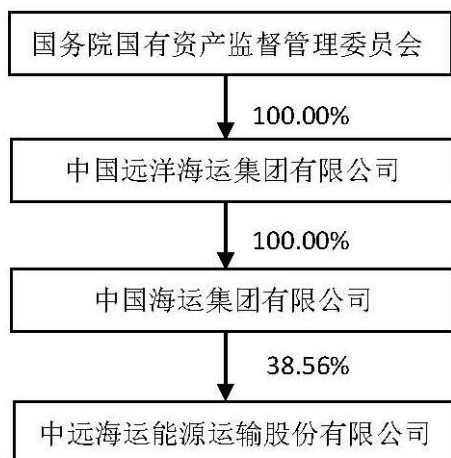 国务院国有资产监督管理委员会
100.00%
中国远洋海运集团有限公司
100.00%
中国海运集团有限公司
38.56%
中远海运能源运输股份有限公司